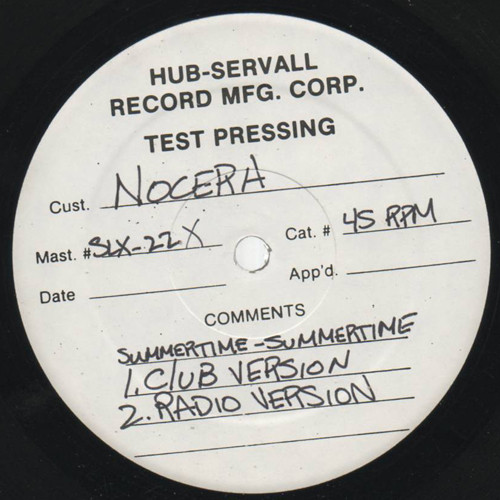 HUB-SERVALL
RECORD MFG. CORP.
TEST PRESSING
Cust. NOCERA
Mast. #SLX-22X Cat. # 45 RPM
Date App'd.
COMMENTS
SUMMERTIME-SUMMERTIME
1. CLUB VERSION
2. RADIO VERSION